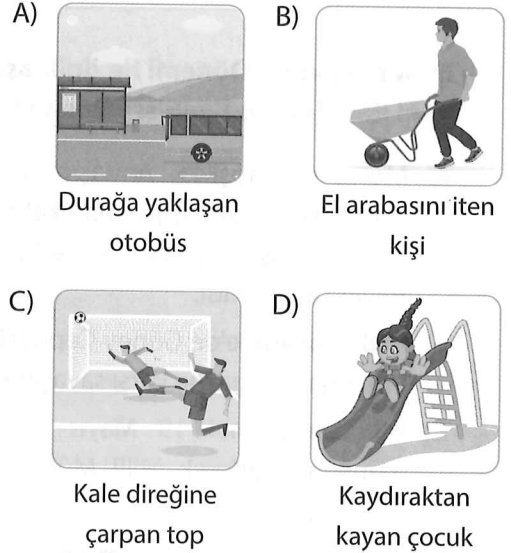 A)
B)
Durağa yaklaşan
otobüs
El arabasını iten
kişi
C)
D)
Kale direğine
çarpan top
Kaydıraktan
kayan çocuk